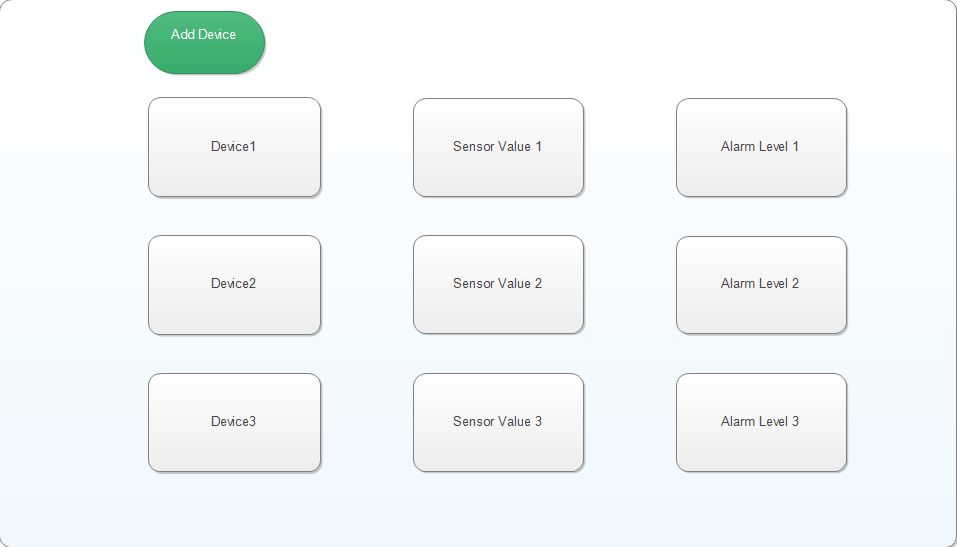 Add Device
Device1
Sensor Value 1
Alarm Level 1
Device2
Sensor Value 2
Alarm Level 2
Device3
Sensor Value 3
Alarm Level 3